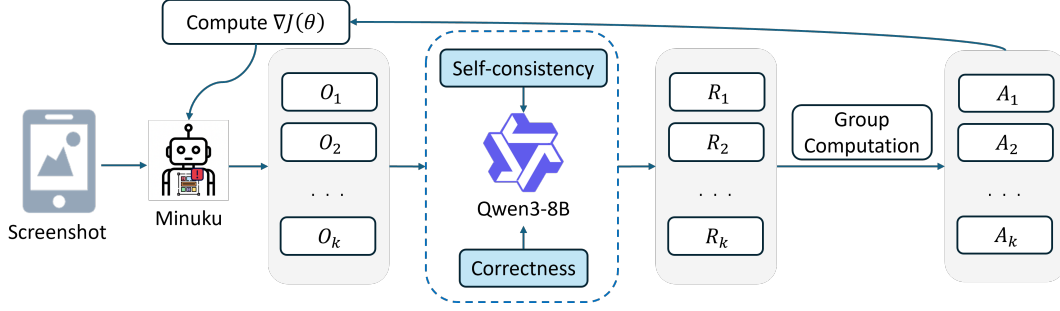 Compute ∇J(θ)
Screenshot
Minuku
O₁
O₂
. . .
Oₖ
Self-consistency
Qwen3-8B
Correctness
R₁
R₂
. . .
Rₖ
Group
Computation
A₁
A₂
. . .
Aₖ